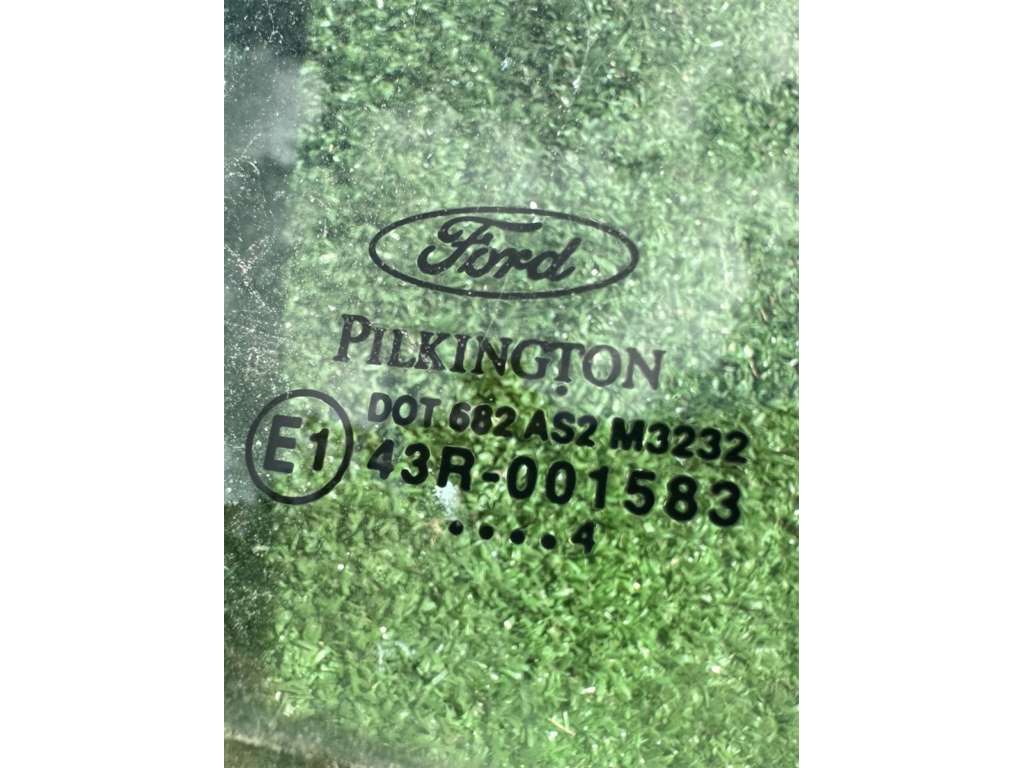 Ford
PILKINGTON
DOT 682 AS2 M3232
E1 43R-001583
....4